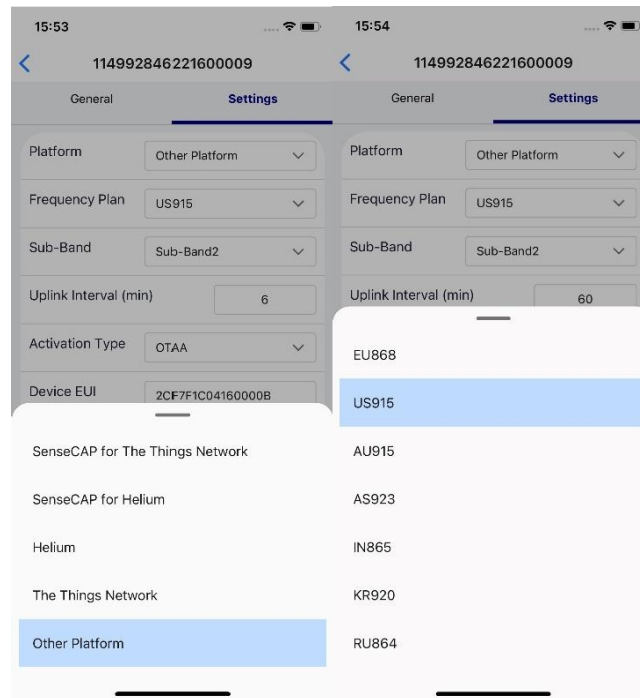 15:53
114992846221600009
General Settings
Platform Other Platform
Frequency Plan US915
Sub-Band Sub-Band2
Uplink Interval (min) 6
Activation Type OTAA
Device EUI 2CF7F1C04160000B
SenseCAP for The Things Network
SenseCAP for Helium
Helium
The Things Network
Other Platform
15:54
114992846221600009
General Settings
Platform Other Platform
Frequency Plan US915
Sub-Band Sub-Band2
Uplink Interval (min) 60
EU868
US915
AU915
AS923
IN865
KR920
RU864